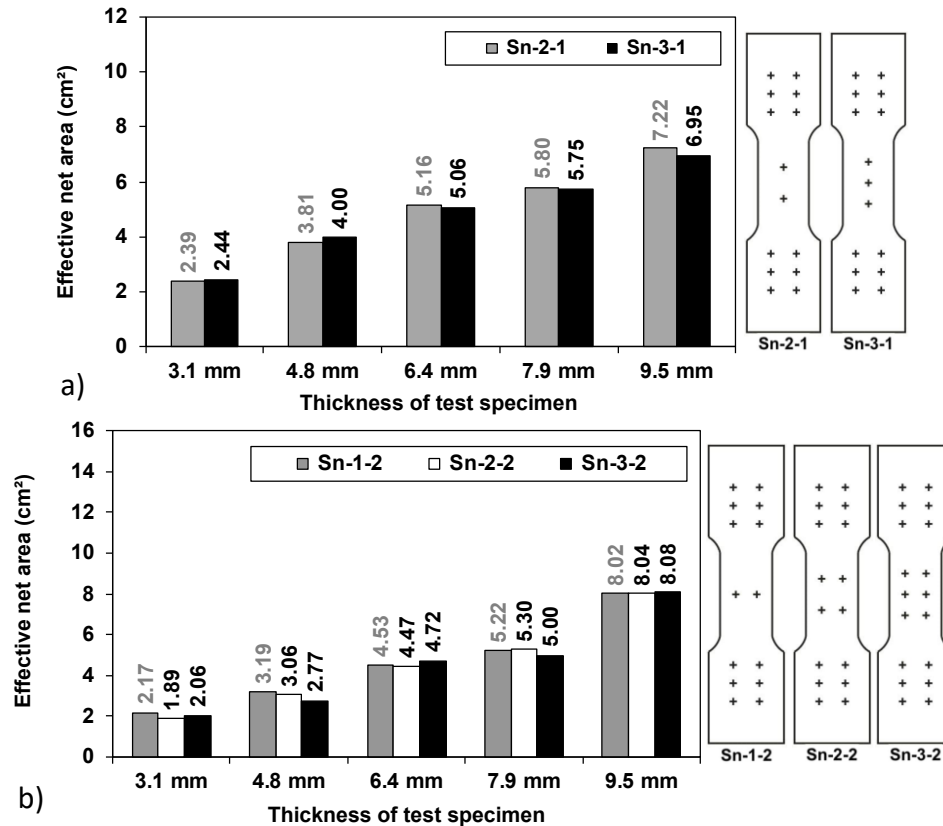 12
10
8
6
4
2
0
Effective net area (cm²)
Sn-2-1 Sn-3-1
2.39 2.44 3.81 4.00 5.16 5.06 5.80 5.75 7.22 6.95
3.1 mm 4.8 mm 6.4 mm 7.9 mm 9.5 mm
Thickness of test specimen
Sn-2-1 Sn-3-1
a)
16
14
12
10
8
6
4
2
0
Effective net area (cm²)
Sn-1-2 Sn-2-2 Sn-3-2
2.17 1.89 2.06 3.19 3.06 2.77 4.53 4.47 4.72 5.22 5.30 5.00 8.02 8.04 8.08
3.1 mm 4.8 mm 6.4 mm 7.9 mm 9.5 mm
Thickness of test specimen
Sn-1-2 Sn-2-2 Sn-3-2
b)